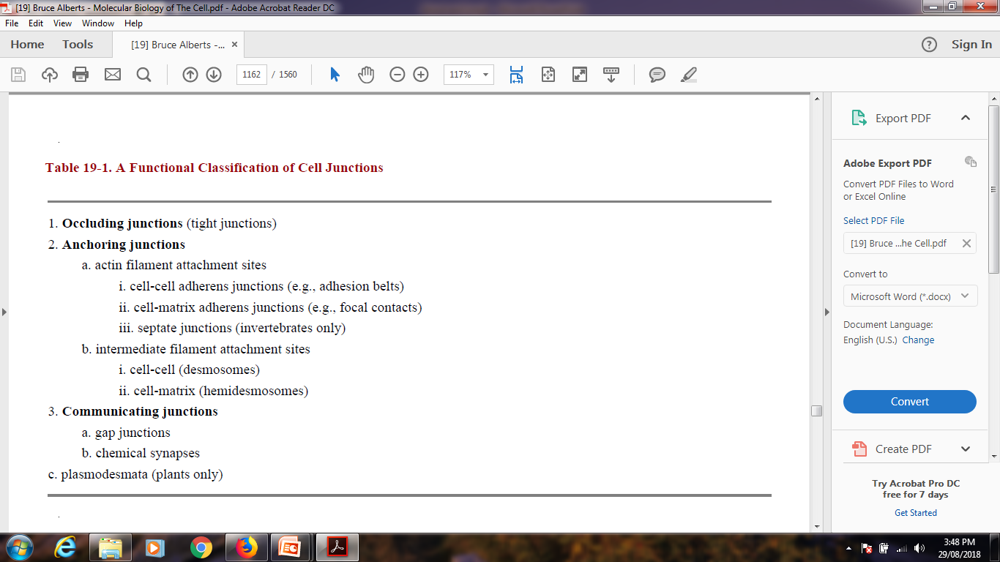 [19] Bruce Alberts - Molecular Biology of The Cell.pdf - Adobe Acrobat Reader DC
File Edit View Window Help
Home Tools [19] Bruce Alberts -... × Sign In
1162 / 1560 117%
Table 19-1. A Functional Classification of Cell Junctions
1. Occluding junctions (tight junctions)
2. Anchoring junctions
a. actin filament attachment sites
i. cell-cell adherens junctions (e.g., adhesion belts)
ii. cell-matrix adherens junctions (e.g., focal contacts)
iii. septate junctions (invertebrates only)
b. intermediate filament attachment sites
i. cell-cell (desmosomes)
ii. cell-matrix (hemidesmosomes)
3. Communicating junctions
a. gap junctions
b. chemical synapses
c. plasmodesmata (plants only)
Export PDF
Adobe Export PDF
Convert PDF Files to Word
or Excel Online
Select PDF File
[19] Bruce ...he Cell.pdf
Convert to
Microsoft Word (*.docx)
Document Language:
English (U.S.) Change
Convert
Create PDF
Try Acrobat Pro DC
free for 7 days
Get Started
3:48 PM
29/08/2018